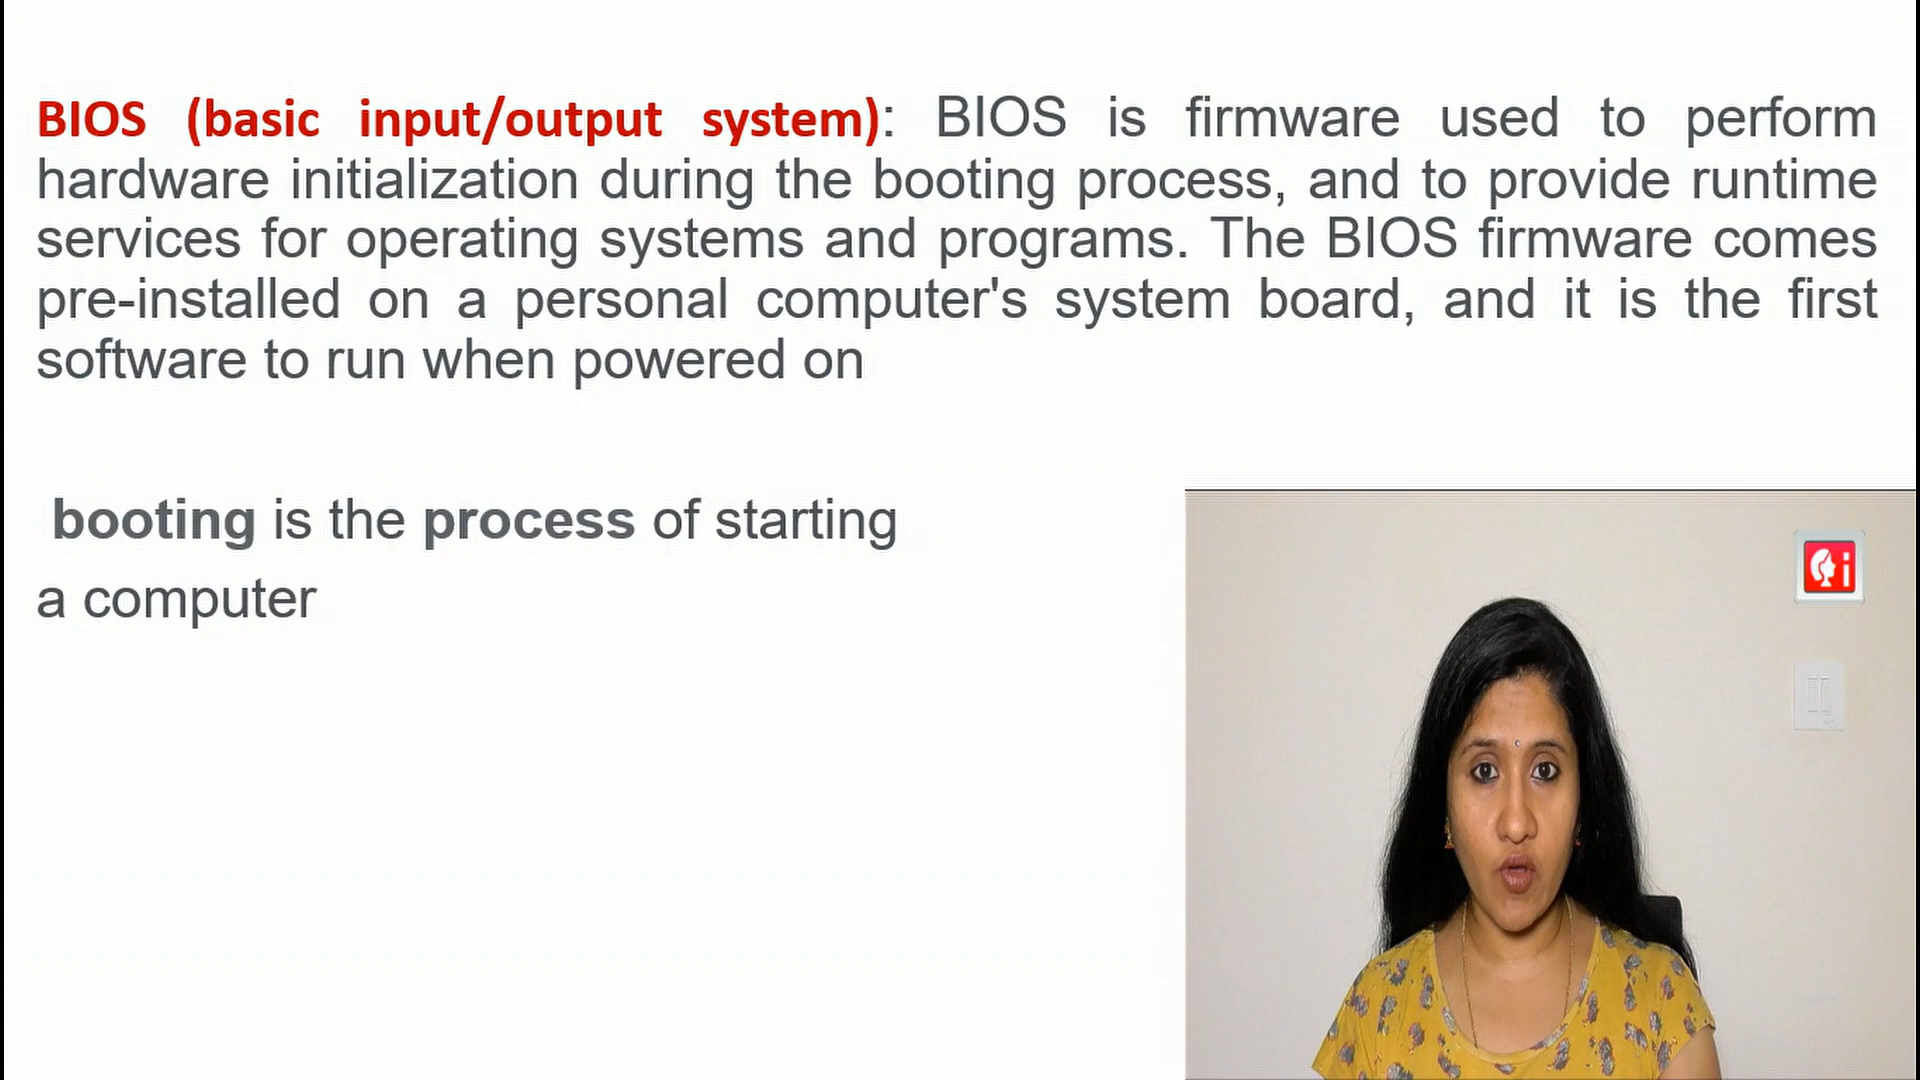 BIOS (basic input/output system): BIOS is firmware used to perform
hardware initialization during the booting process, and to provide runtime
services for operating systems and programs. The BIOS firmware comes
pre-installed on a personal computer's system board, and it is the first
software to run when powered on
booting is the process of starting
a computer
i